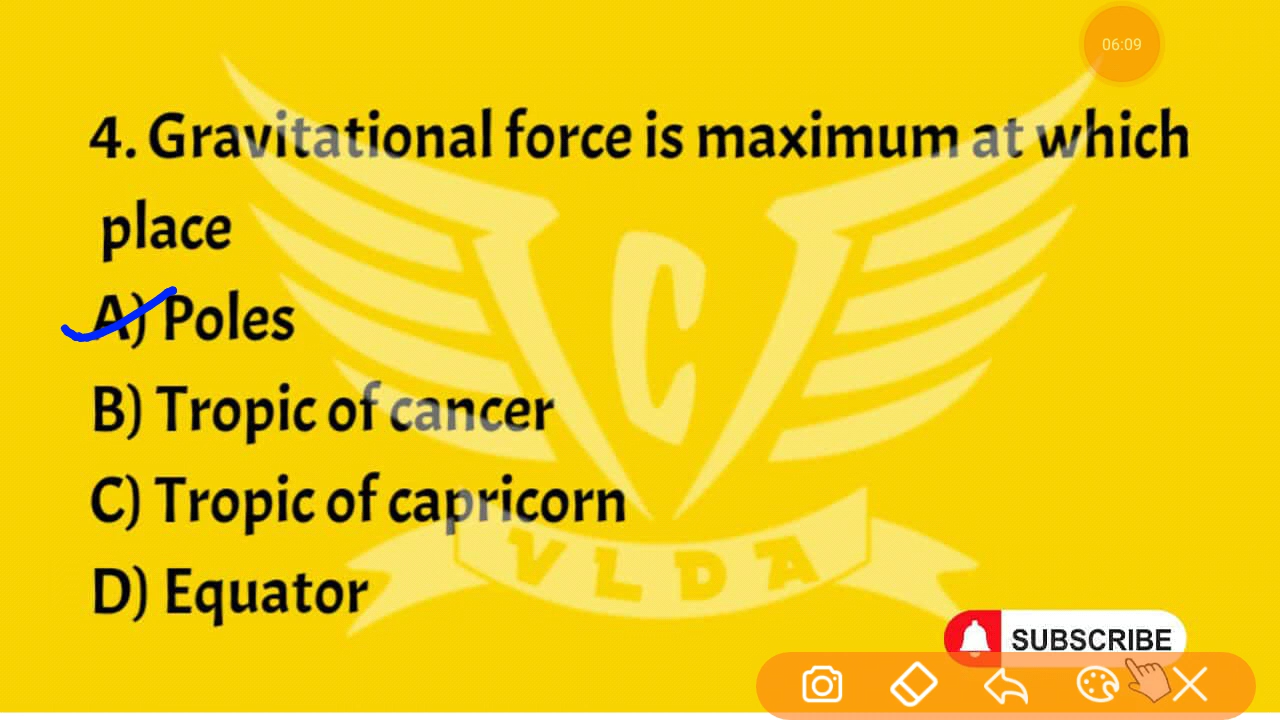 06:09
4. Gravitational force is maximum at which
place
A) Poles
B) Tropic of cancer
C) Tropic of capricorn
D) Equator
C
VLDA
SUBSCRIBE